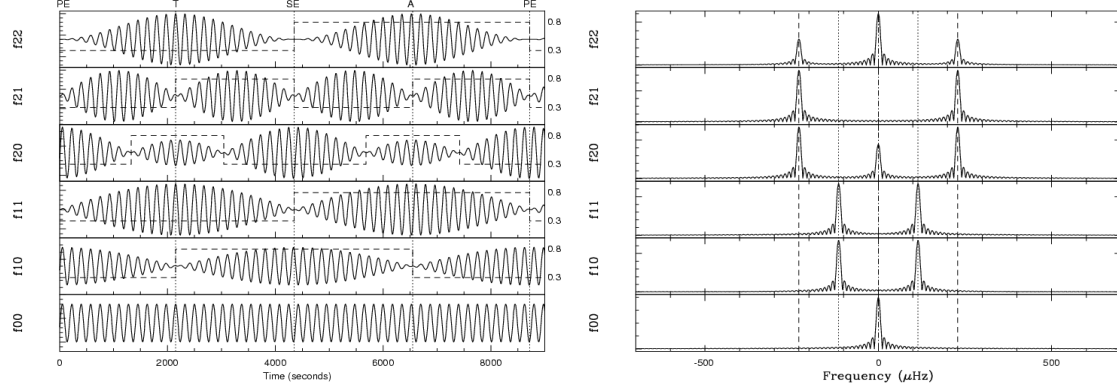 PE T SE A PE
f22
0.8
0.3
f21
0.8
0.3
f20
0.8
0.3
f11
0.8
0.3
f10
0.8
0.3
f00
0 2000 4000 6000 8000
Time (seconds)
f22
f21
f20
f11
f10
f00
-500 0 500
Frequency (μHz)